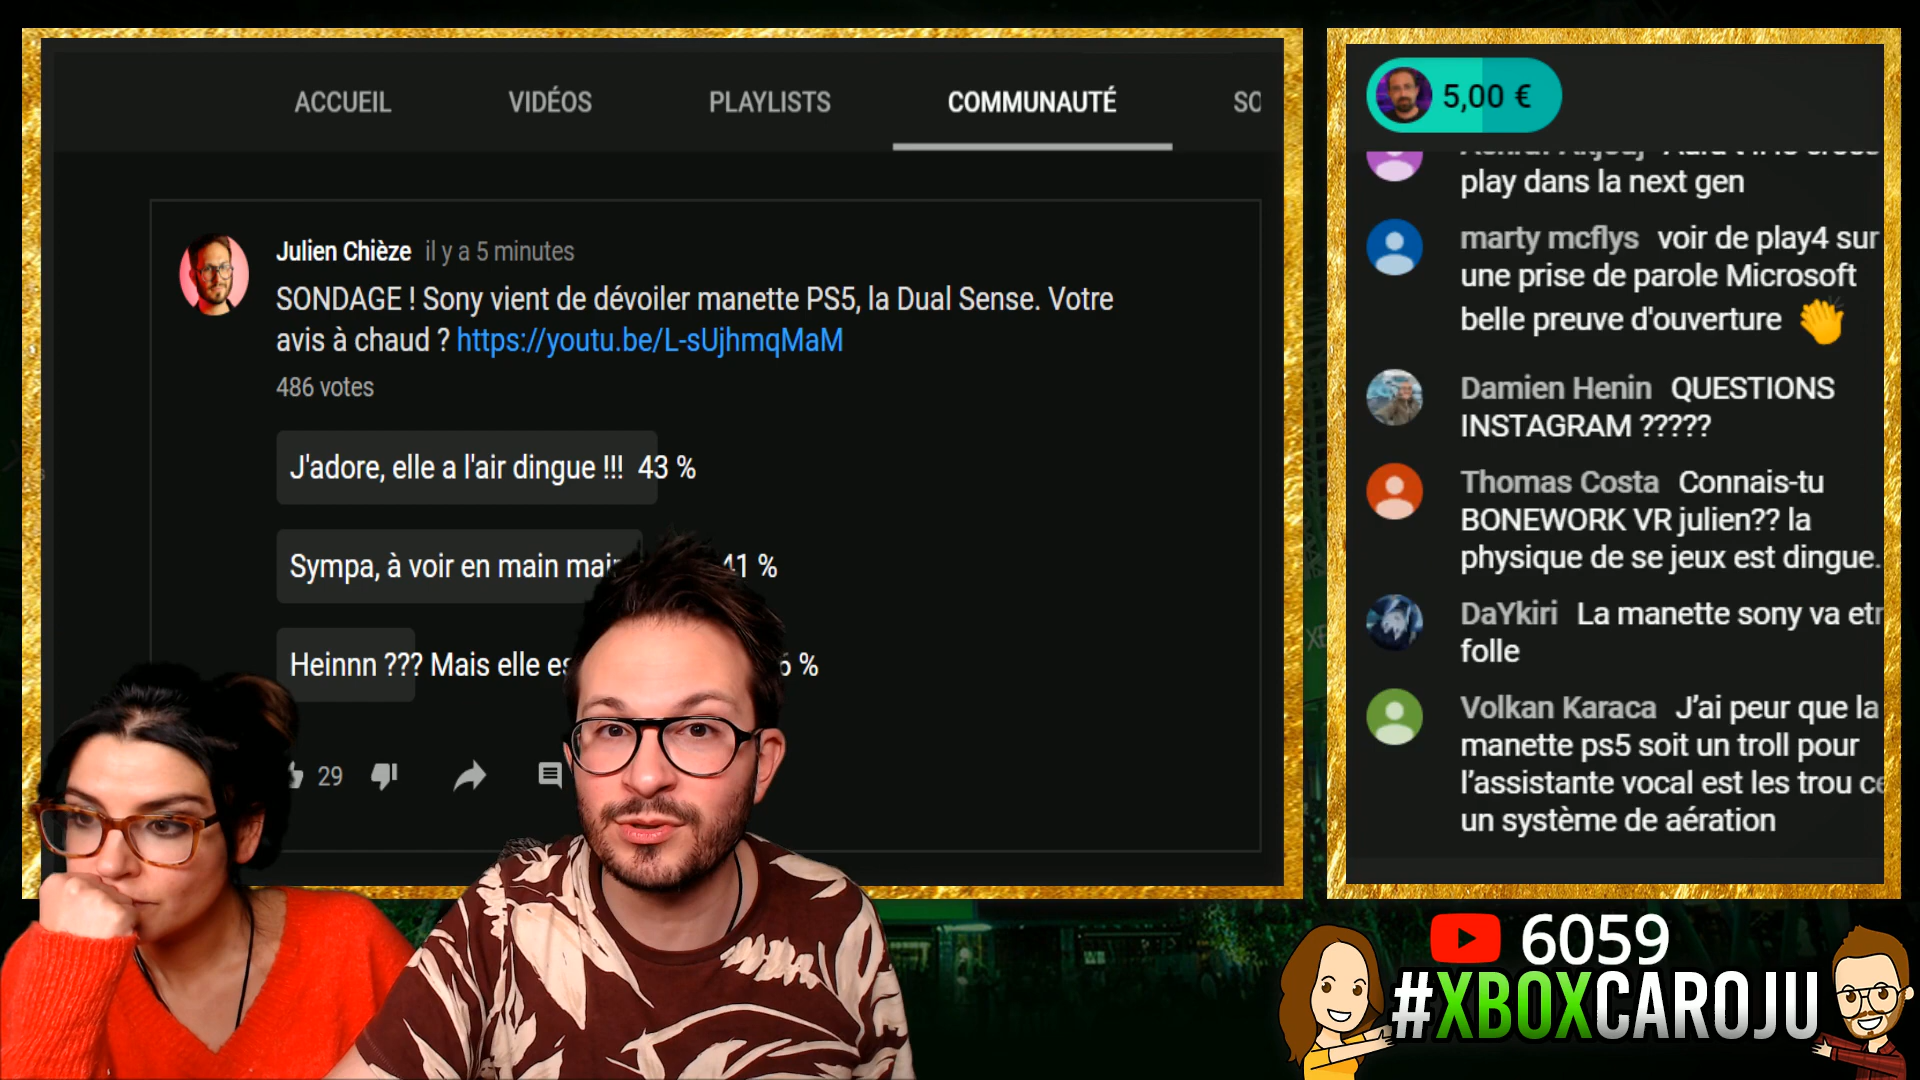 ACCUEIL VIDÉOS PLAYLISTS COMMUNAUTÉ SO
Julien Chièze il y a 5 minutes
SONDAGE ! Sony vient de dévoiler manette PS5, la Dual Sense. Votre
avis à chaud ? https://youtu.be/L-sUjhmqMaM
486 votes
J'adore, elle a l'air dingue !!! 43 %
Sympa, à voir en main 41 %
Heinnn ??? Mais elle %
29
5,00 €
play dans la next gen
marty mcflys voir de play4 sur
une prise de parole Microsoft
belle preuve d'ouverture 👏
Damien Henin QUESTIONS
INSTAGRAM ?????
Thomas Costa Connais-tu
BONEWORK VR julien?? la
physique de se jeux est dingue.
DaYkiri La manette sony va etr
folle
Volkan Karaca J'ai peur que la
manette ps5 soit un troll pour
l'assistante vocal est les trou ce
un système de aération
6059
#XBOXCAROJU